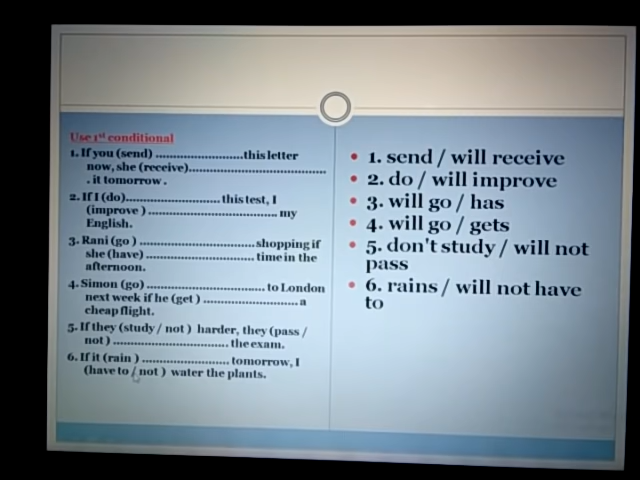 Use 1st conditional
1. If you (send) ..............................this letter
now, she (receive)...............................................
. it tomorrow .
2. If I (do)................................. this test, I
(improve ) ............................................. my
English.
3. Rani (go ) ........................................shopping if
she (have) ..................................... time in the
afternoon.
4. Simon (go) ......................................... to London
next week if he (get ) ................................. a
cheap flight.
5. If they (study / not ) harder, they (pass /
not ) ........................................ the exam.
6. If it (rain ) .............................. tomorrow, I
(have to / not ) water the plants.
• 1. send / will receive
• 2. do / will improve
• 3. will go / has
• 4. will go / gets
• 5. don't study / will not
pass
• 6. rains / will not have
to